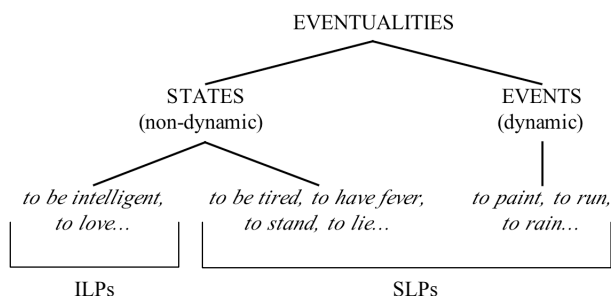 EVENTUALITIES
STATES
(non-dynamic)
EVENTS
(dynamic)
to be intelligent,
to love…
to be tired, to have fever,
to stand, to lie…
to paint, to run,
to rain…
ILPs
SLPs